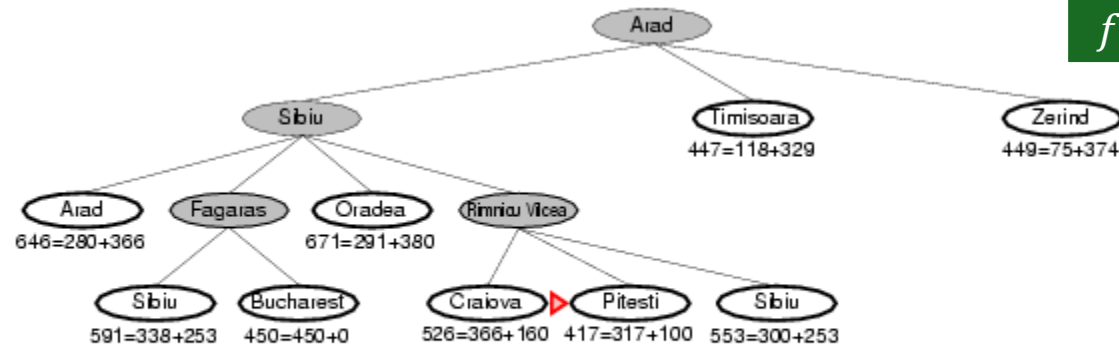 f
Arad
Sibiu
Timisoara
Zerind
447=118+329
449=75+374
Arad
Fagaras
Oradea
Rimnicu Vilcea
646=280+366
671=291+380
Sibiu
Bucharest
Craiova
Pitesti
Sibiu
591=338+253
450=450+0
526=366+160
417=317+100
553=300+253